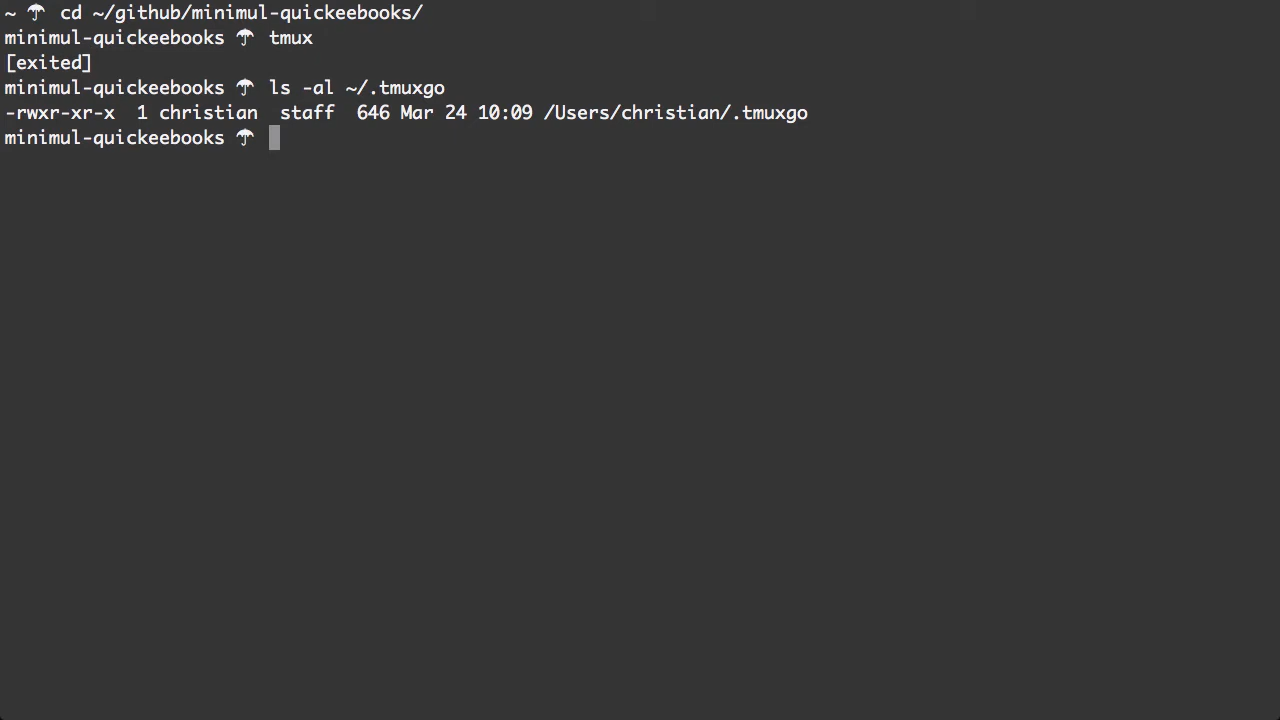 ~ ☂ cd ~/github/minimul-quickeebooks/
minimul-quickeebooks ☂ tmux
[exited]
minimul-quickeebooks ☂ ls -al ~/.tmuxgo
-rwxr-xr-x  1 christian  staff  646 Mar 24 10:09 /Users/christian/.tmuxgo
minimul-quickeebooks ☂